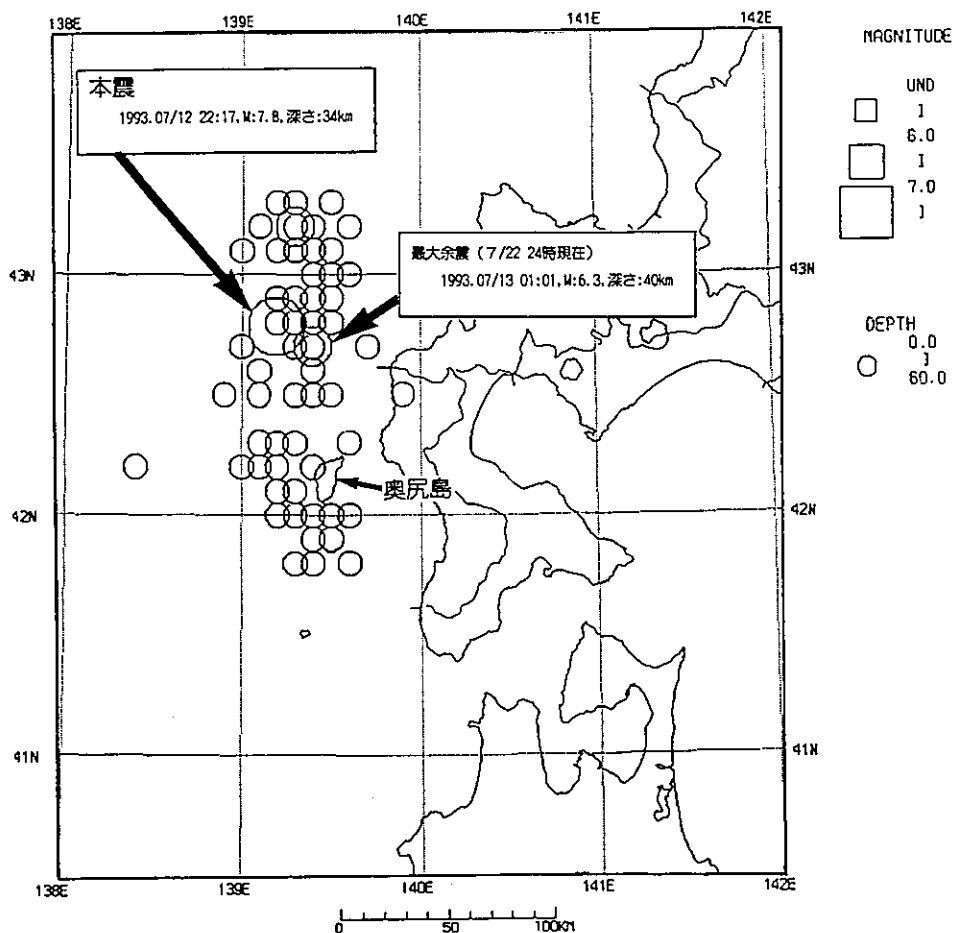 138E 139E 140E 141E 142E
本震
1993.07/12 22:17,M:7.8,深さ:34km
最大余震（7/22 24時現在）
1993.07/13 01:01,M:6.3,深さ:40km
43N 43N
奥尻島
42N 42N
41N 41N
138E 139E 140E 141E 142E
0 50 100KM
MAGNITUDE
UND
]
6.0
I
7.0
]
DEPTH
0.0
]
60.0